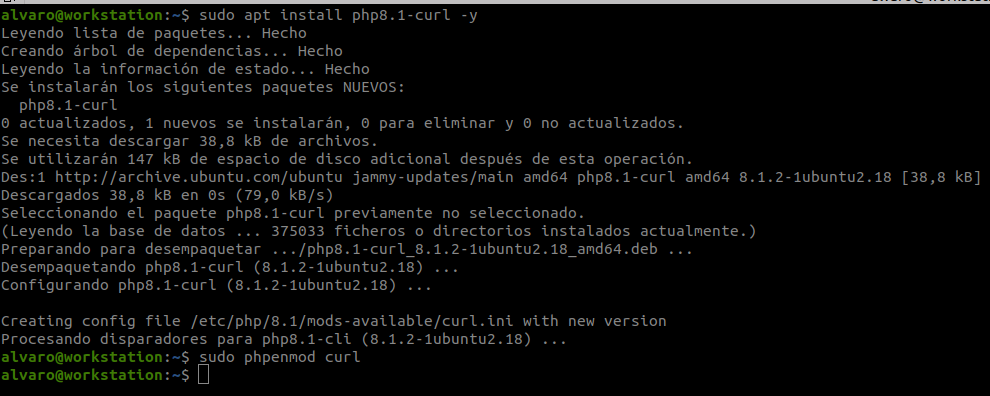 alvaro@workstation:~$ sudo apt install php8.1-curl -y
Leyendo lista de paquetes... Hecho
Creando árbol de dependencias... Hecho
Leyendo la información de estado... Hecho
Se instalarán los siguientes paquetes NUEVOS:
  php8.1-curl
0 actualizados, 1 nuevos se instalarán, 0 para eliminar y 0 no actualizados.
Se necesita descargar 38,8 kB de archivos.
Se utilizarán 147 kB de espacio de disco adicional después de esta operación.
Des:1 http://archive.ubuntu.com/ubuntu jammy-updates/main amd64 php8.1-curl amd64 8.1.2-1ubuntu2.18 [38,8 kB]
Descargados 38,8 kB en 0s (79,0 kB/s)
Seleccionando el paquete php8.1-curl previamente no seleccionado.
(Leyendo la base de datos ... 375033 ficheros o directorios instalados actualmente.)
Preparando para desempaquetar .../php8.1-curl_8.1.2-1ubuntu2.18_amd64.deb ...
Desempaquetando php8.1-curl (8.1.2-1ubuntu2.18) ...
Configurando php8.1-curl (8.1.2-1ubuntu2.18) ...

Creating config file /etc/php/8.1/mods-available/curl.ini with new version
Procesando disparadores para php8.1-cli (8.1.2-1ubuntu2.18) ...
alvaro@workstation:~$ sudo phpenmod curl
alvaro@workstation:~$